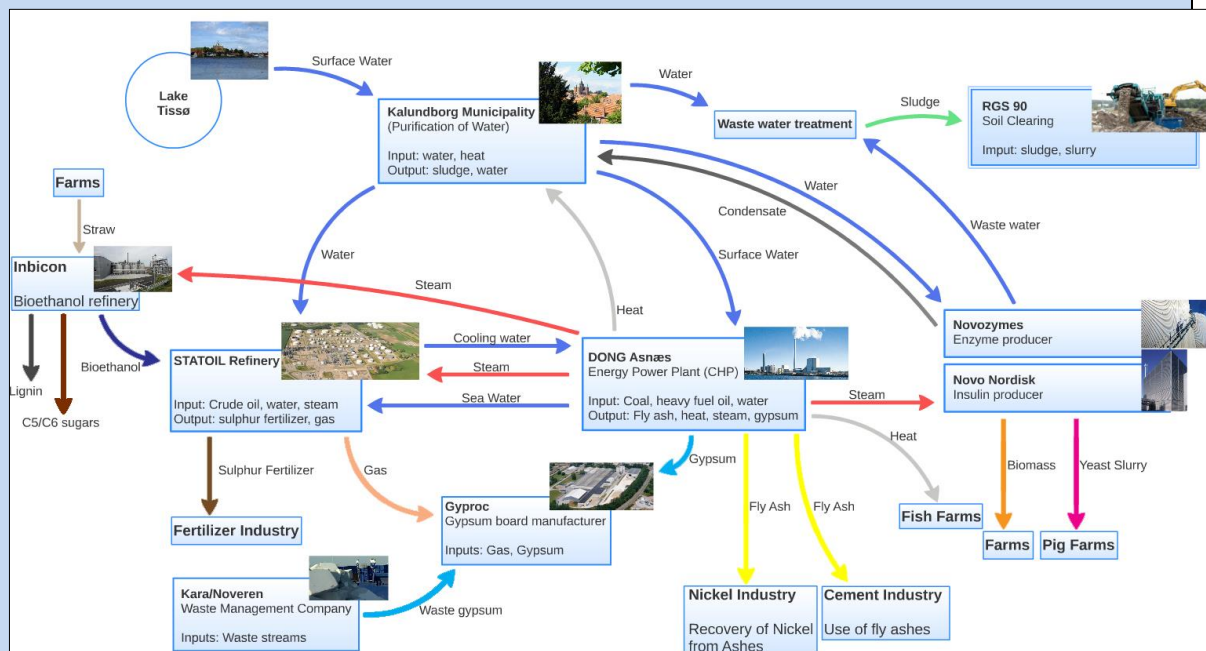 Surface Water
Lake
Tissø
Kalundborg Municipality
(Purification of Water)
Input: water, heat
Output: sludge, water
Water
Waste water treatment
Sludge
RGS 90
Soil Clearing
Imput: sludge, slurry
Farms
Straw
Inbicon
Bioethanol refinery
Water
Steam
Heat
Water
Condensate
Surface Water
Waste water
Novozymes
Enzyme producer
Novo Nordisk
Insulin producer
Lignin
C5/C6 sugars
Bioethanol
STATOIL Refinery
Input: Crude oil, water, steam
Output: sulphur fertilizer, gas
Cooling water
Steam
Sea Water
DONG Asnæs
Energy Power Plant (CHP)
Input: Coal, heavy fuel oil, water
Output: Fly ash, heat, steam, gypsum
Steam
Heat
Sulphur Fertilizer
Gas
Gypsum
Fly Ash
Fly Ash
Biomass
Yeast Slurry
Fertilizer Industry
Gyproc
Gypsum board manufacturer
Inputs: Gas, Gypsum
Fish Farms
Farms
Pig Farms
Kara/Noveren
Waste Management Company
Inputs: Waste streams
Waste gypsum
Nickel Industry
Recovery of Nickel
from Ashes
Cement Industry
Use of fly ashes